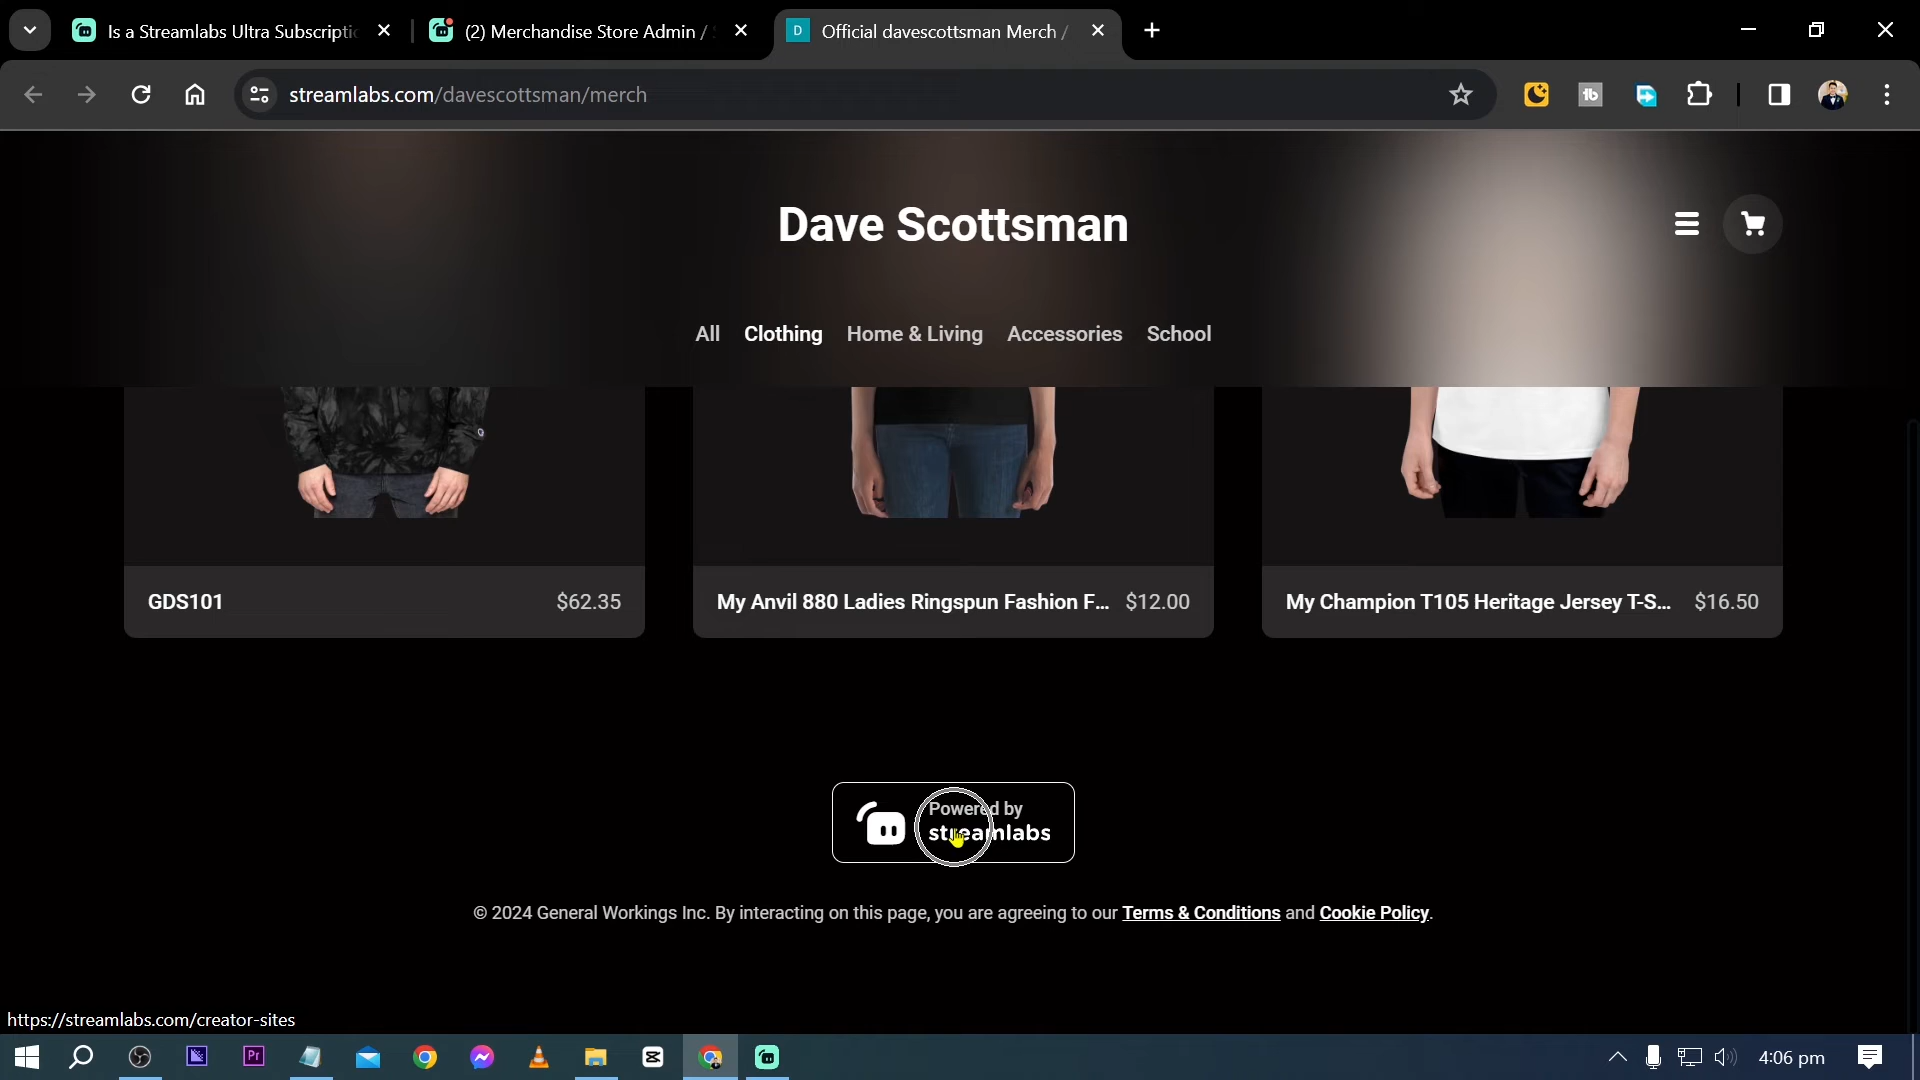 Is a Streamlabs Ultra Subscriptic
(2) Merchandise Store Admin / S
Official davescottsman Merch /
streamlabs.com/davescottsman/merch
Dave Scottsman
All Clothing Home & Living Accessories School
GDS101 $62.35
My Anvil 880 Ladies Ringspun Fashion F... $12.00
My Champion T105 Heritage Jersey T-S... $16.50
Powered by
streamlabs
© 2024 General Workings Inc. By interacting on this page, you are agreeing to our Terms & Conditions and Cookie Policy.
https://streamlabs.com/creator-sites
4:06 pm